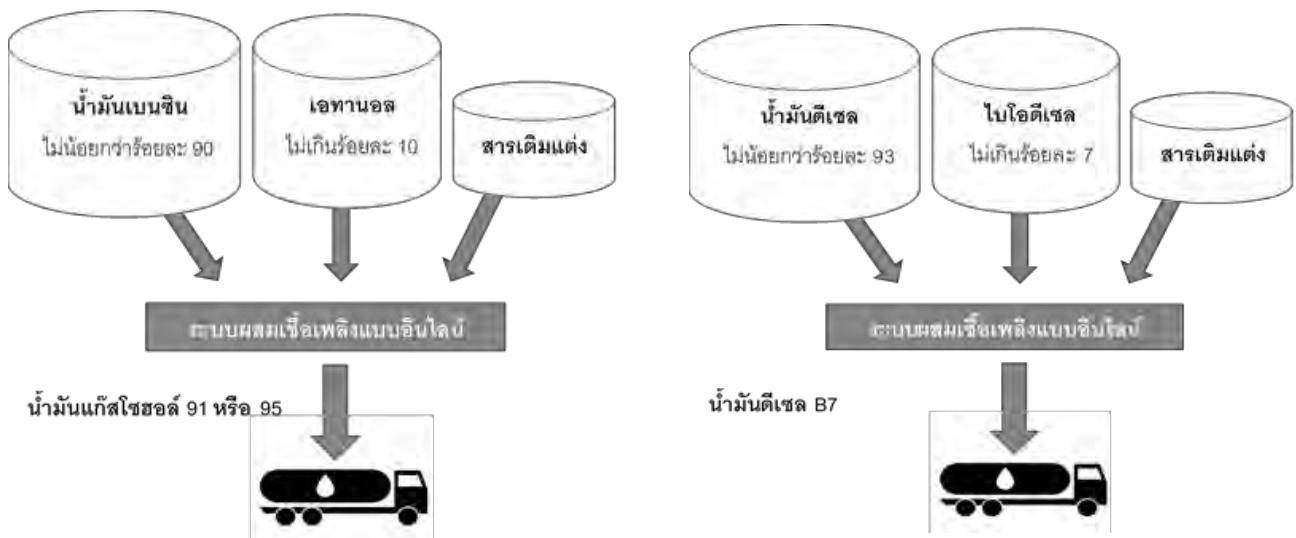 น้ำมันเบนซิน
ไม่น้อยกว่าร้อยละ 90
เอทานอล
ไม่เกินร้อยละ 10
สารเติมแต่ง
ระบบผสมเชื้อเพลิงแบบอินไลน์
น้ำมันแก๊สโซฮอล์ 91 หรือ 95
น้ำมันดีเซล
ไม่น้อยกว่าร้อยละ 93
ไบโอดีเซล
ไม่เกินร้อยละ 7
สารเติมแต่ง
ระบบผสมเชื้อเพลิงแบบอินไลน์
น้ำมันดีเซล B7